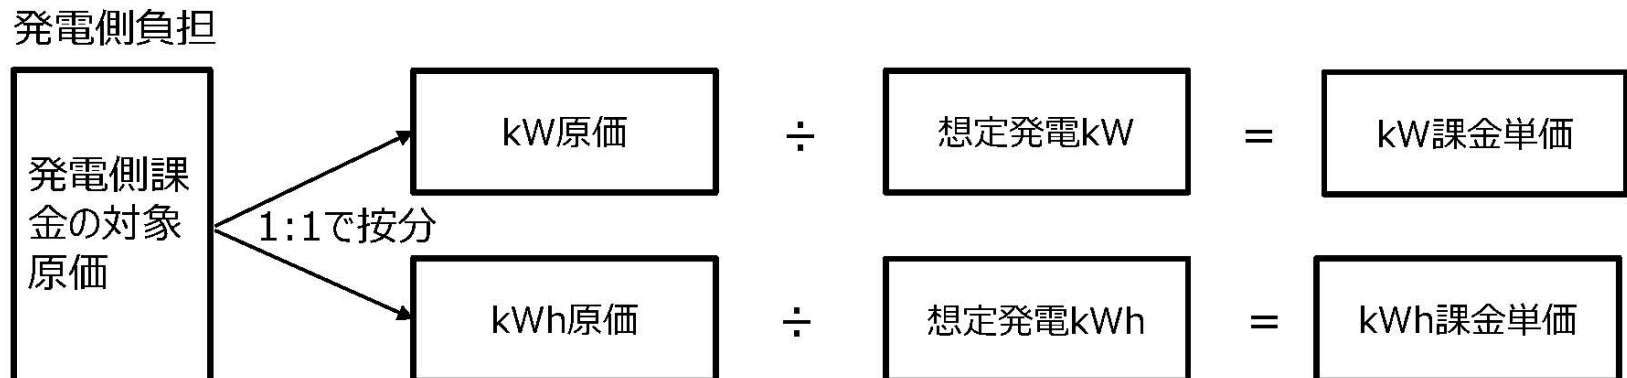 発電側負担
kW原価 ÷ 想定発電kW = kW課金単価
発電側課
金の対象
原価
1:1で按分
kWh原価 ÷ 想定発電kWh = kWh課金単価